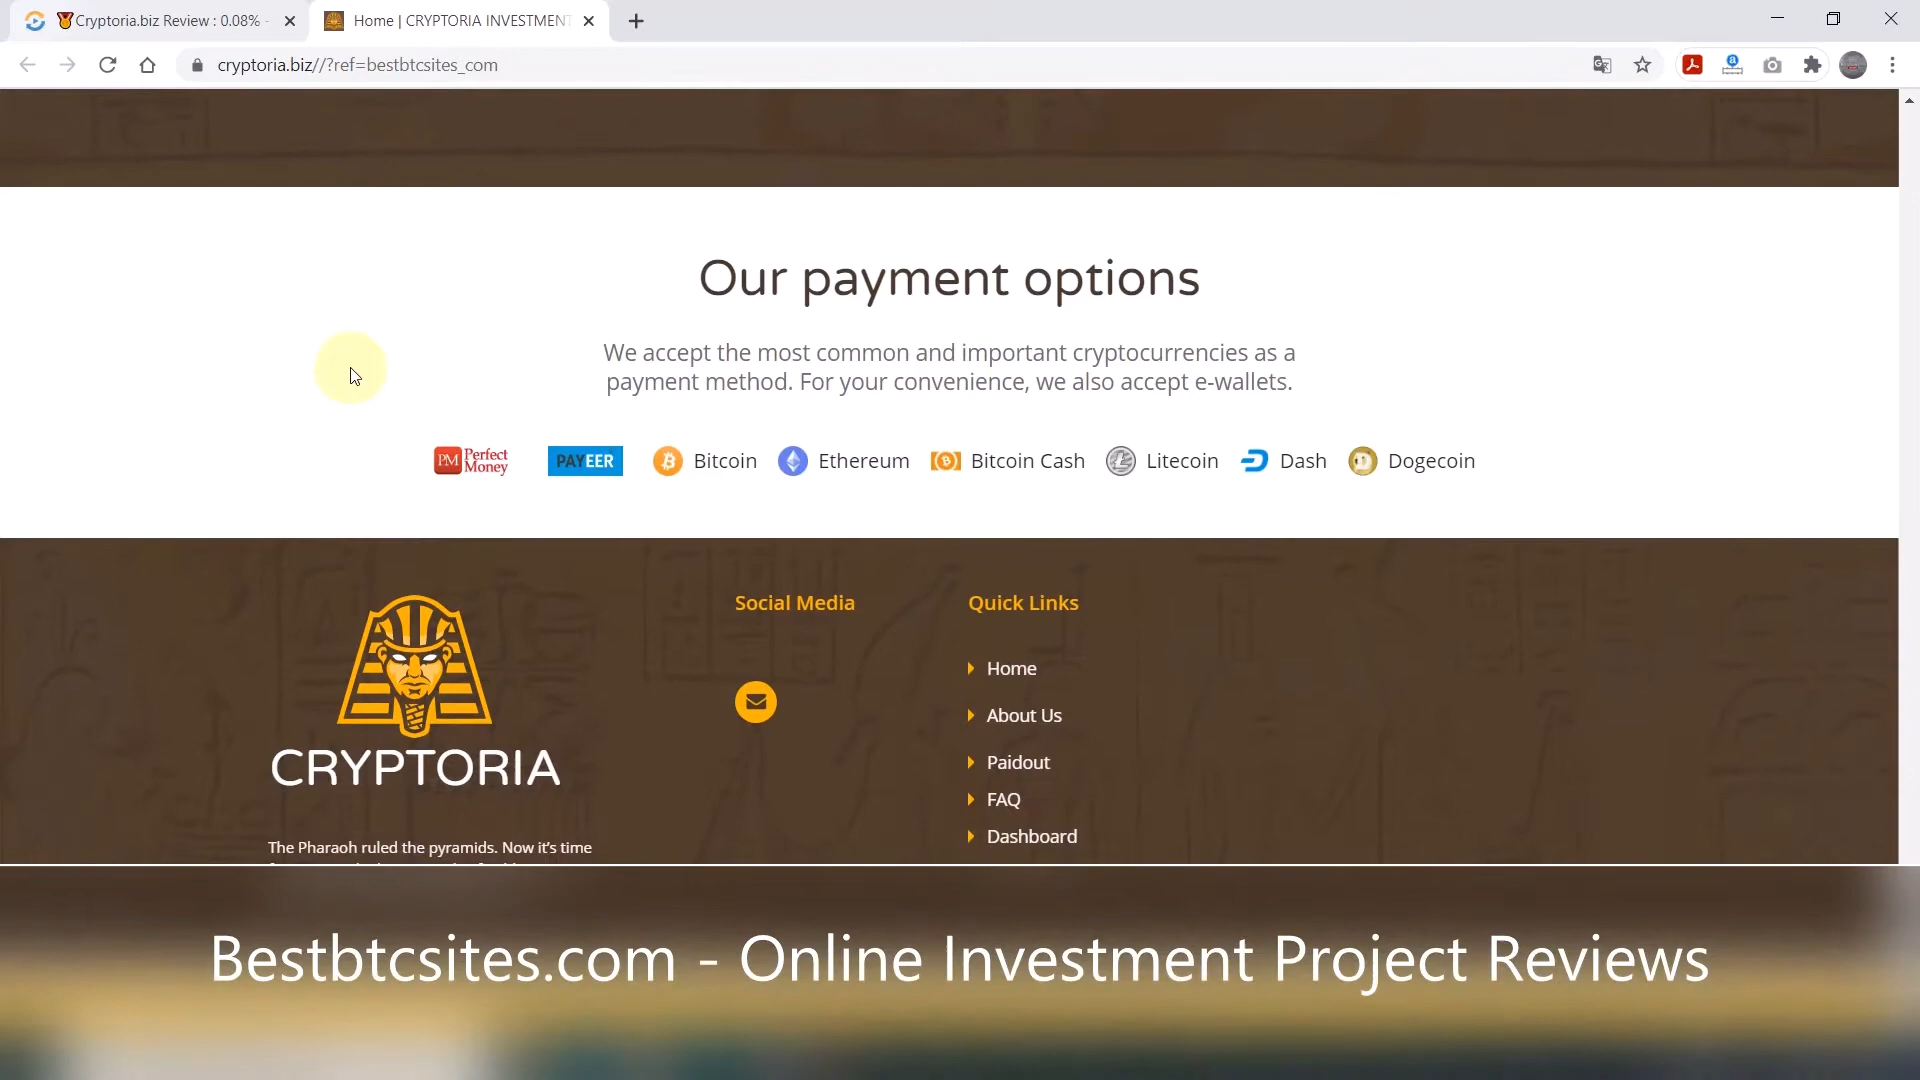 Cryptoria.biz Review : 0.08% -
Home | CRYPTORIA INVESTMENT
cryptoria.biz//?ref=bestbtcsites_com
Our payment options
We accept the most common and important cryptocurrencies as a
payment method. For your convenience, we also accept e-wallets.
PM Perfect Money
PAYEER
Bitcoin
Ethereum
Bitcoin Cash
Litecoin
Dash
Dogecoin
CRYPTORIA
The Pharaoh ruled the pyramids. Now it's time
Social Media
Quick Links
Home
About Us
Paidout
FAQ
Dashboard
Bestbtcsites.com - Online Investment Project Reviews